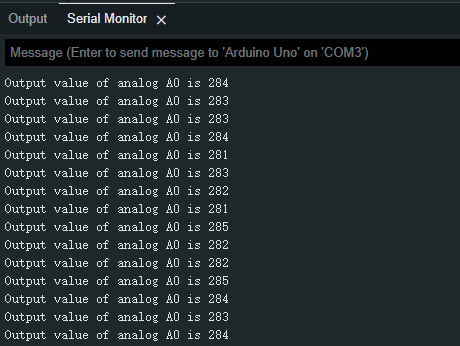 Output Serial Monitor
Message (Enter to send message to 'Arduino Uno' on 'COM3')
Output value of analog A0 is 284
Output value of analog A0 is 283
Output value of analog A0 is 283
Output value of analog A0 is 284
Output value of analog A0 is 281
Output value of analog A0 is 283
Output value of analog A0 is 282
Output value of analog A0 is 281
Output value of analog A0 is 285
Output value of analog A0 is 282
Output value of analog A0 is 282
Output value of analog A0 is 285
Output value of analog A0 is 284
Output value of analog A0 is 283
Output value of analog A0 is 284